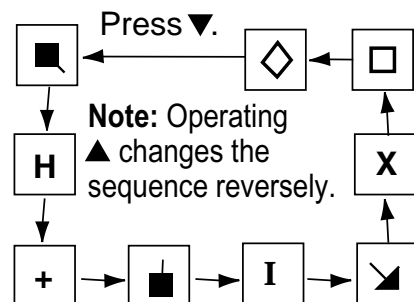 Press ▼.
Note: Operating
▲ changes the
sequence reversely.
H
X
+
I